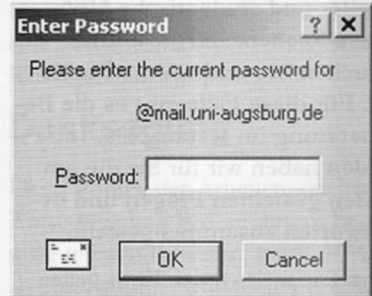 Enter Password
Please enter the current password for
@mail.uni-augsburg.de
Password:
OK
Cancel